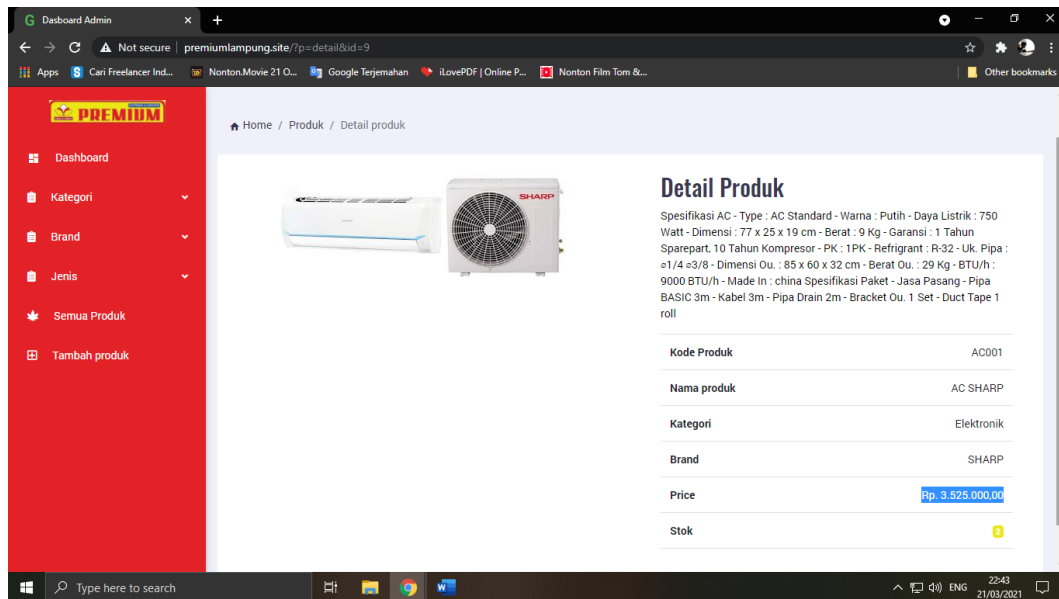 Dasboard Admin
Not secure | premiumlampung.site/?p=detail&id=9
Apps Cari Freelancer Ind... Nonton.Movie 21 O... Google Terjemahan iLovePDF | Online P... Nonton Film Tom &... Other bookmarks
PREMIUM
Home / Produk / Detail produk
Dashboard
Kategori
Brand
Jenis
Semua Produk
Tambah produk
SHARP
Detail Produk
Spesifikasi AC - Type : AC Standard - Warna : Putih - Daya Listrik : 750
Watt - Dimensi : 77 x 25 x 19 cm - Berat : 9 Kg - Garansi : 1 Tahun
Sparepart, 10 Tahun Kompresor - PK : 1PK - Refrigrant : R-32 - Uk. Pipa :
⌀1/4 ⌀3/8 - Dimensi Ou. : 85 x 60 x 32 cm - Berat Ou. : 29 Kg - BTU/h :
9000 BTU/h - Made In : china Spesifikasi Paket - Jasa Pasang - Pipa
BASIC 3m - Kabel 3m - Pipa Drain 2m - Bracket Ou. 1 Set - Duct Tape 1
roll
Kode Produk AC001
Nama produk AC SHARP
Kategori Elektronik
Brand SHARP
Price Rp. 3.525.000,00
Stok 2
Type here to search
ENG 22:43
21/03/2021